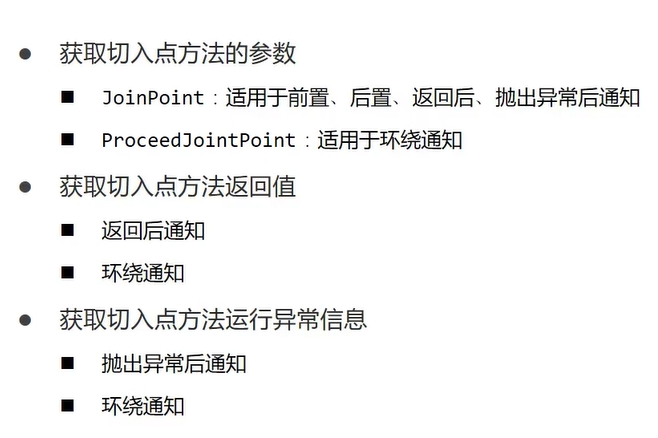 获取切入点方法的参数
JoinPoint：适用于前置、后置、返回后、抛出异常后通知
ProceedJointPoint：适用于环绕通知
获取切入点方法返回值
返回后通知
环绕通知
获取切入点方法运行异常信息
抛出异常后通知
环绕通知